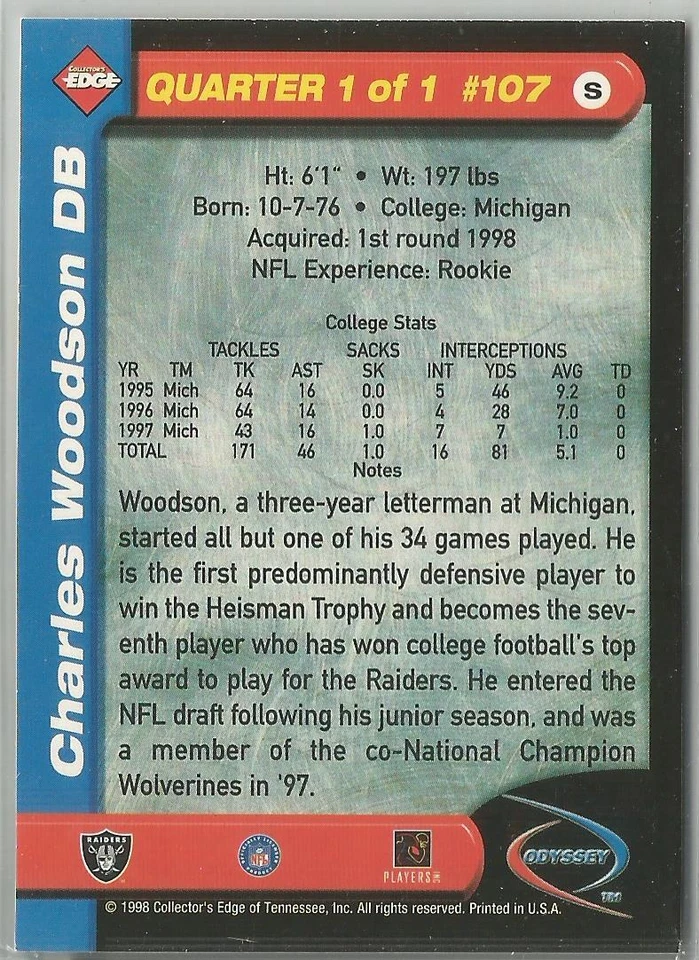 COLLECTOR'S
EDGE
QUARTER 1 of 1 #107 S
Charles Woodson DB
Ht: 6'1" • Wt: 197 lbs
Born: 10-7-76 • College: Michigan
Acquired: 1st round 1998
NFL Experience: Rookie
College Stats
TACKLES SACKS INTERCEPTIONS
YR TM TK AST SK INT YDS AVG TD
1995 Mich 64 16 0.0 5 46 9.2 0
1996 Mich 64 14 0.0 4 28 7.0 0
1997 Mich 43 16 1.0 7 7 1.0 0
TOTAL 171 46 1.0 16 81 5.1 0
Notes
Woodson, a three-year letterman at Michigan,
started all but one of his 34 games played. He
is the first predominantly defensive player to
win the Heisman Trophy and becomes the sev-
enth player who has won college football's top
award to play for the Raiders. He entered the
NFL draft following his junior season, and was
a member of the co-National Champion
Wolverines in '97.
RAIDERS
NFL
PLAYERS INC
ODYSSEY
TM
© 1998 Collector's Edge of Tennessee, Inc. All rights reserved. Printed in U.S.A.